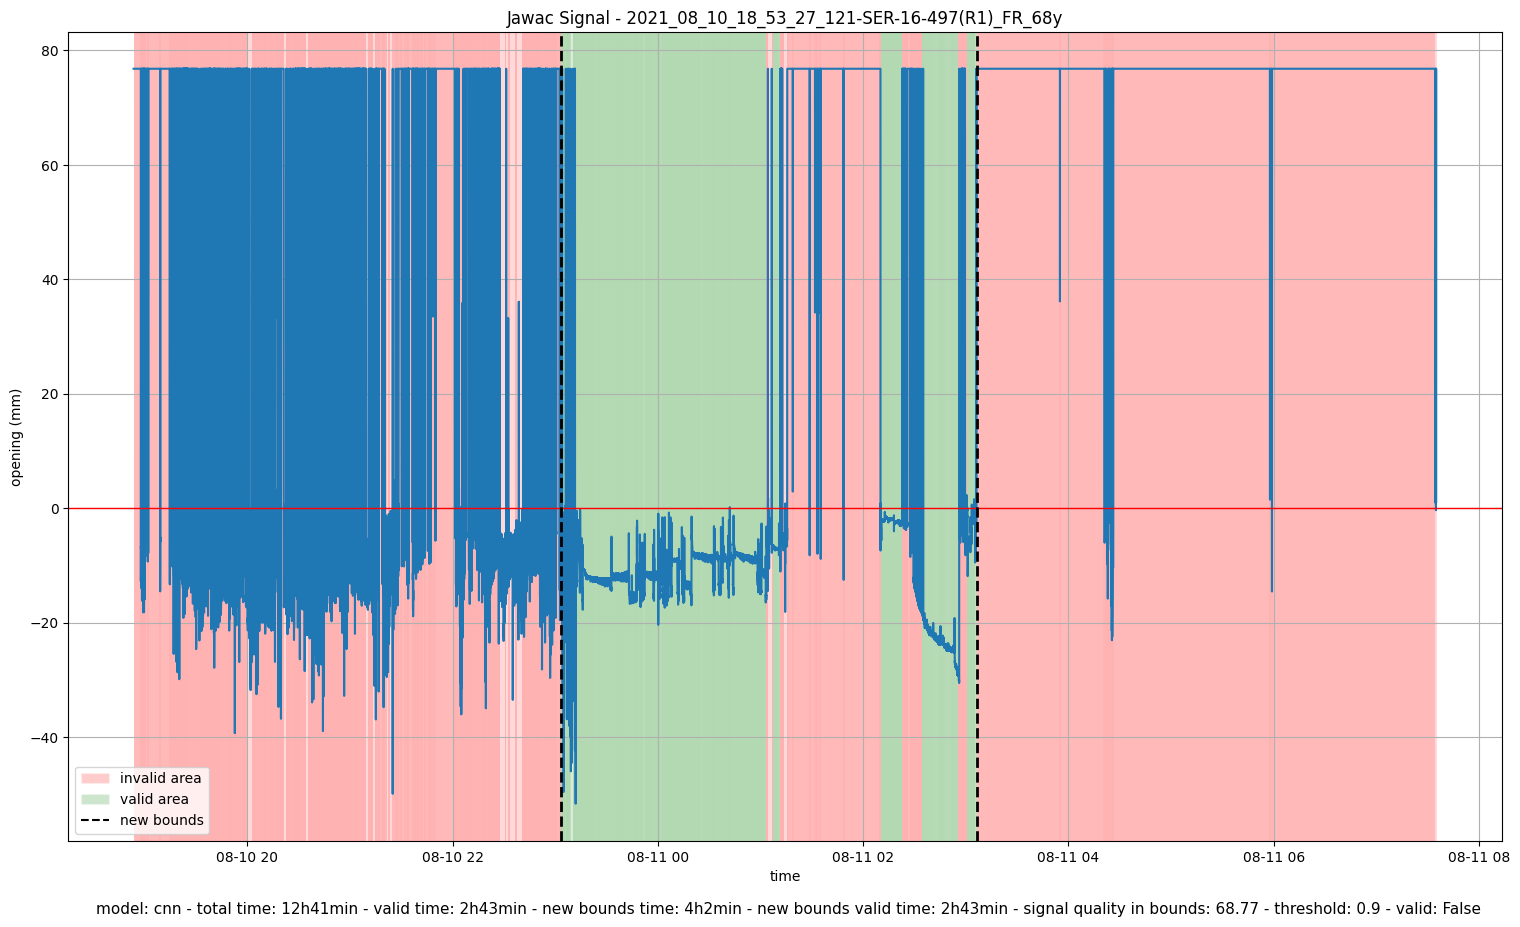 Jawac Signal - 2021_08_10_18_53_27_121-SER-16-497(R1)_FR_68y
80
60
40
20
0
−20
−40
opening (mm)
invalid area
valid area
new bounds
08-10 20
08-10 22
08-11 00
08-11 02
08-11 04
08-11 06
08-11 08
time
model: cnn - total time: 12h41min - valid time: 2h43min - new bounds time: 4h2min - new bounds valid time: 2h43min - signal quality in bounds: 68.77 - threshold: 0.9 - valid: False